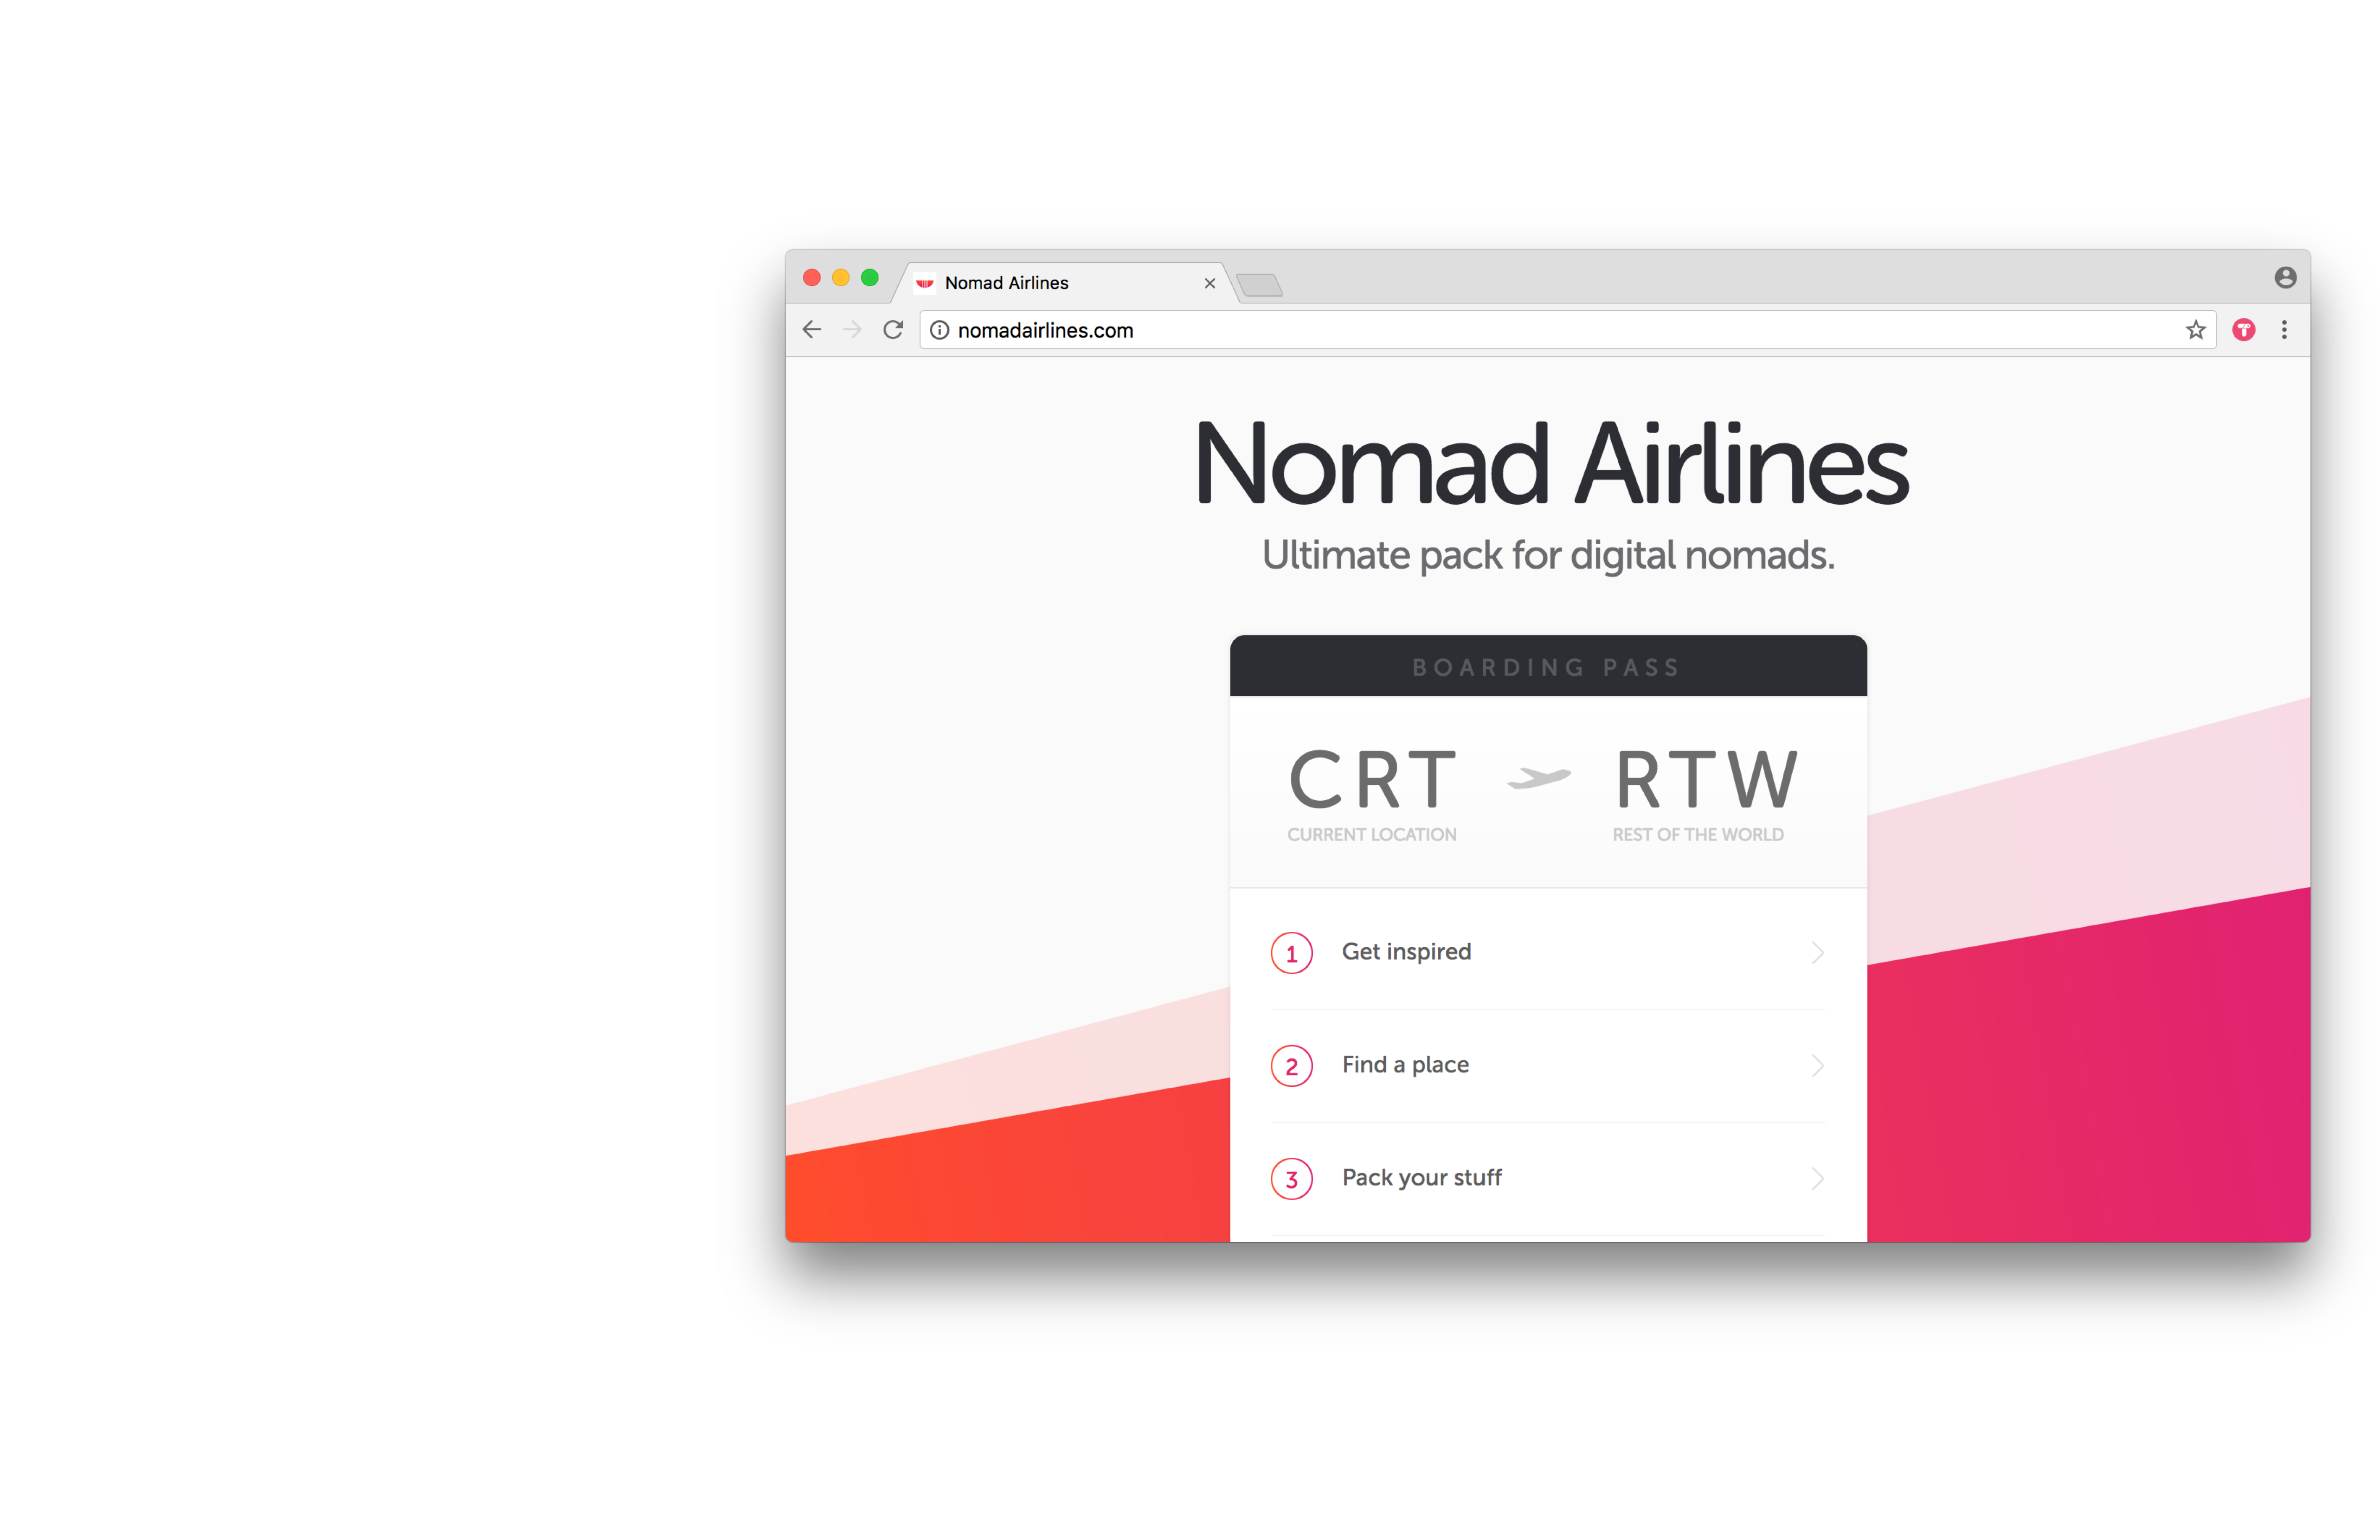 Nomad Airlines
nomadairlines.com
Nomad Airlines
Ultimate pack for digital nomads.
BOARDING PASS
CRT RTW
CURRENT LOCATION REST OF THE WORLD
1 Get inspired
2 Find a place
3 Pack your stuff